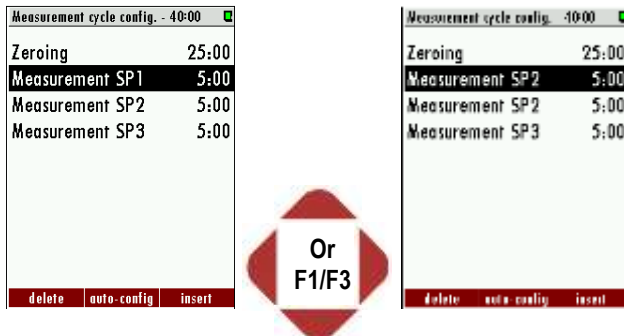 Measurement cycle config. - 40:00
Zeroing 25:00
Measurement SP1 5:00
Measurement SP2 5:00
Measurement SP3 5:00
delete auto-config insert
Or
F1/F3
Measurement cycle config. -10:00
Zeroing 25:00
Measurement SP2 5:00
Measurement SP2 5:00
Measurement SP3 5:00
delete auto-config insert